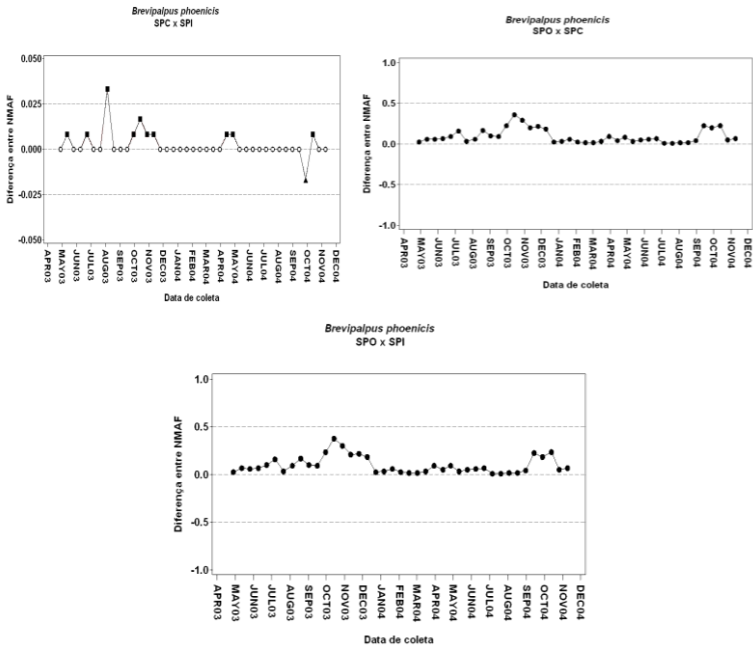 Brevipalpus phoenicis
SPC x SPI
Diferença entre NMAF
0.050
0.025
0.000
-0.025
-0.050
APR03 MAY03 JUN03 JUL03 AUG03 SEP03 OCT03 NOV03 DEC03 JAN04 FEB04 MAR04 APR04 MAY04 JUN04 JUL04 AUG04 SEP04 OCT04 NOV04 DEC04
Data de coleta
Brevipalpus phoenicis
SPO x SPC
Diferença entre NMAF
1.0
0.5
0.0
-0.5
-1.0
APR03 MAY03 JUN03 JUL03 AUG03 SEP03 OCT03 NOV03 DEC03 JAN04 FEB04 MAR04 APR04 MAY04 JUN04 JUL04 AUG04 SEP04 OCT04 NOV04 DEC04
Data de coleta
Brevipalpus phoenicis
SPO x SPI
Diferença entre NMAF
1.0
0.5
0.0
-0.5
-1.0
APR03 MAY03 JUN03 JUL03 AUG03 SEP03 OCT03 NOV03 DEC03 JAN04 FEB04 MAR04 APR04 MAY04 JUN04 JUL04 AUG04 SEP04 OCT04 NOV04 DEC04
Data de coleta